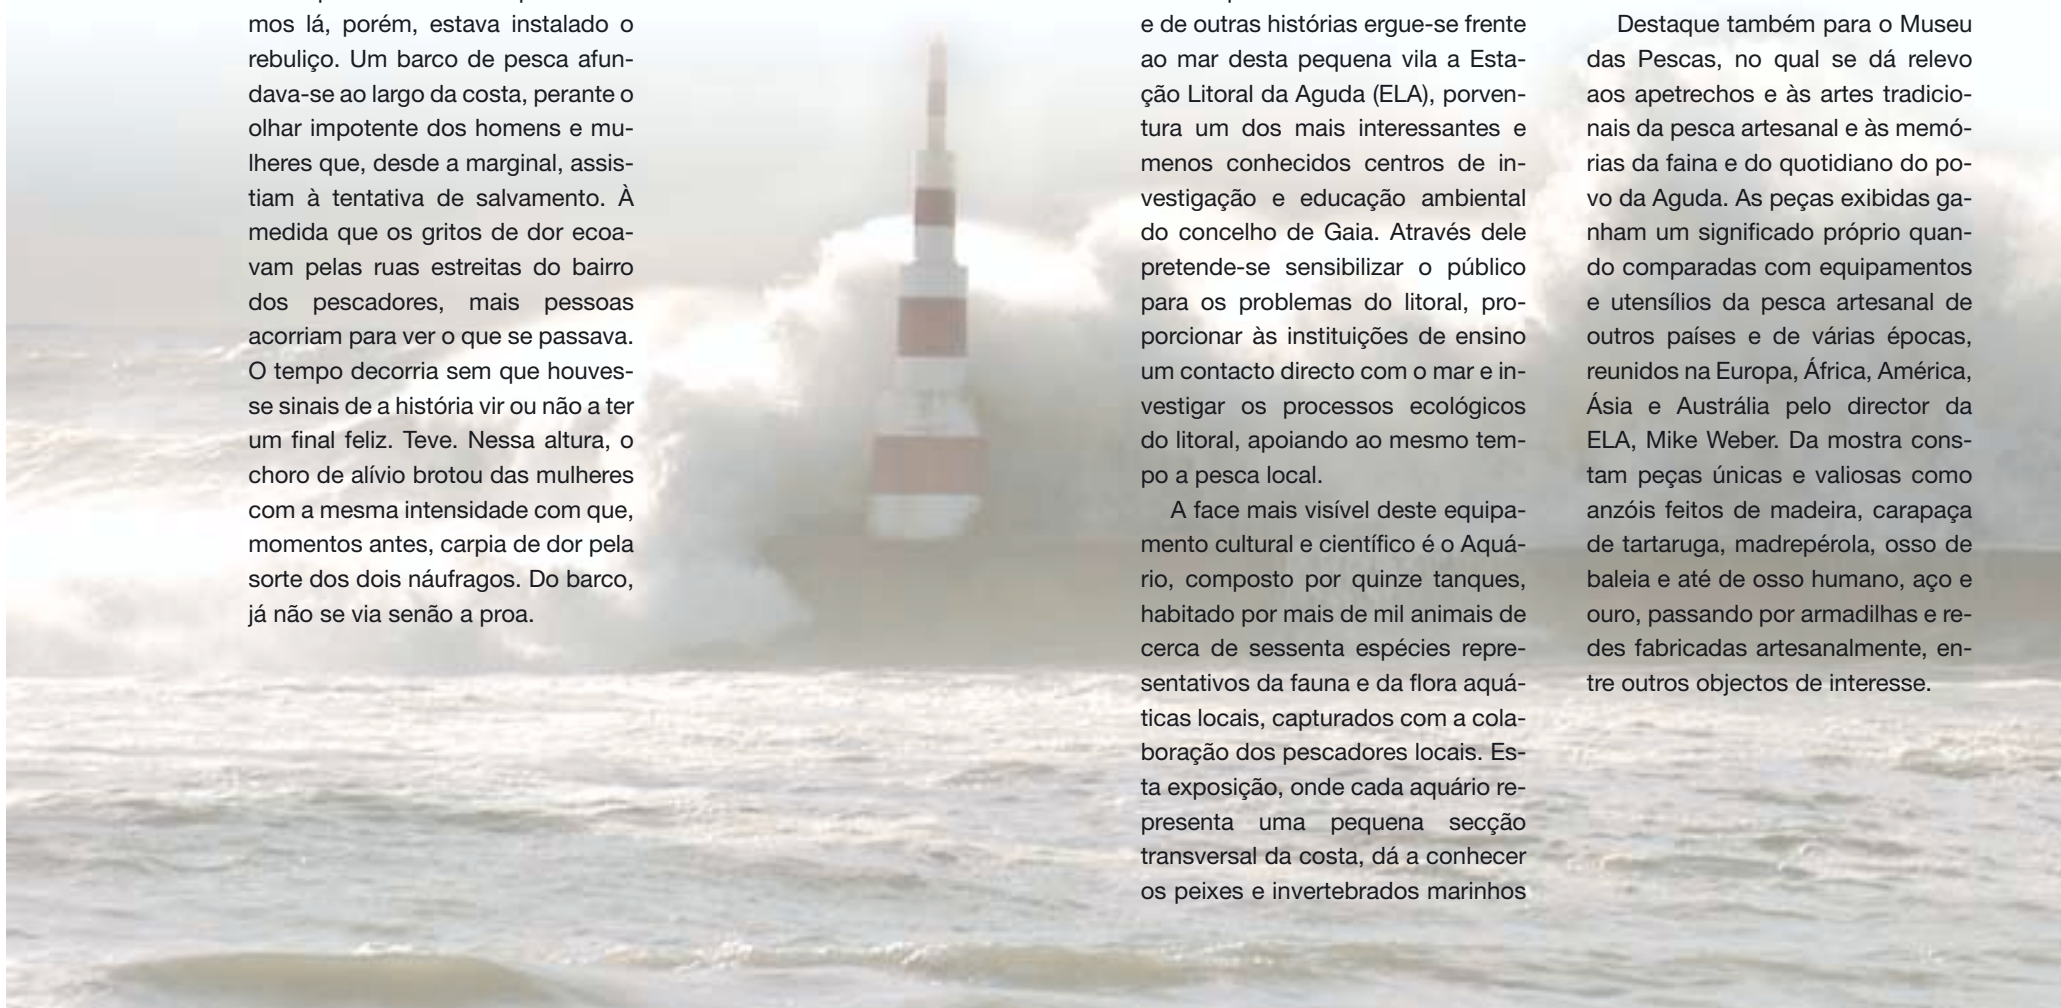 mos lá, porém, estava instalado o
rebuliço. Um barco de pesca afun-
dava-se ao largo da costa, perante o
olhar impotente dos homens e mu-
lheres que, desde a marginal, assis-
tiam à tentativa de salvamento. À
medida que os gritos de dor ecoa-
vam pelas ruas estreitas do bairro
dos pescadores, mais pessoas
acorriam para ver o que se passava.
O tempo decorria sem que houves-
se sinais de a história vir ou não a ter
um final feliz. Teve. Nessa altura, o
choro de alívio brotou das mulheres
com a mesma intensidade com que,
momentos antes, carpia de dor pela
sorte dos dois náufragos. Do barco,
já não se via senão a proa.
e de outras histórias ergue-se frente
ao mar desta pequena vila a Esta-
ção Litoral da Aguda (ELA), porven-
tura um dos mais interessantes e
menos conhecidos centros de in-
vestigação e educação ambiental
do concelho de Gaia. Através dele
pretende-se sensibilizar o público
para os problemas do litoral, pro-
porcionar às instituições de ensino
um contacto directo com o mar e in-
vestigar os processos ecológicos
do litoral, apoiando ao mesmo tem-
po a pesca local.
A face mais visível deste equipa-
mento cultural e científico é o Aquá-
rio, composto por quinze tanques,
habitado por mais de mil animais de
cerca de sessenta espécies repre-
sentativos da fauna e da flora aquá-
ticas locais, capturados com a cola-
boração dos pescadores locais. Es-
ta exposição, onde cada aquário re-
presenta uma pequena secção
transversal da costa, dá a conhecer
os peixes e invertebrados marinhos
Destaque também para o Museu
das Pescas, no qual se dá relevo
aos apetrechos e às artes tradicio-
nais da pesca artesanal e às memó-
rias da faina e do quotidiano do po-
vo da Aguda. As peças exibidas ga-
nham um significado próprio quan-
do comparadas com equipamentos
e utensílios da pesca artesanal de
outros países e de várias épocas,
reunidos na Europa, África, América,
Ásia e Austrália pelo director da
ELA, Mike Weber. Da mostra cons-
tam peças únicas e valiosas como
anzóis feitos de madeira, carapaça
de tartaruga, madrepérola, osso de
baleia e até de osso humano, aço e
ouro, passando por armadilhas e re-
des fabricadas artesanalmente, en-
tre outros objectos de interesse.